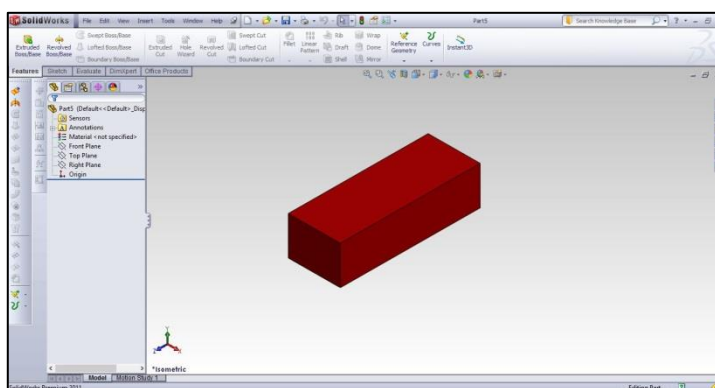 SolidWorks File Edit View Insert Tools Window Help Part5 Search Knowledge Base
Extruded Boss/Base
Revolved Boss/Base
Swept Boss/Base
Lofted Boss/Base
Boundary Boss/Base
Extruded Cut
Hole Wizard
Revolved Cut
Swept Cut
Lofted Cut
Boundary Cut
Fillet
Linear Pattern
Rib
Draft
Shell
Wrap
Dome
Mirror
Reference Geometry
Curves
Instant3D
Features Sketch Evaluate DimXpert Office Products
Part5 (Default<<Default>_Disp
Sensors
Annotations
Material <not specified>
Front Plane
Top Plane
Right Plane
Origin
*Isometric
Model Motion Study 1
SolidWorks Premium 2011 Editing Part